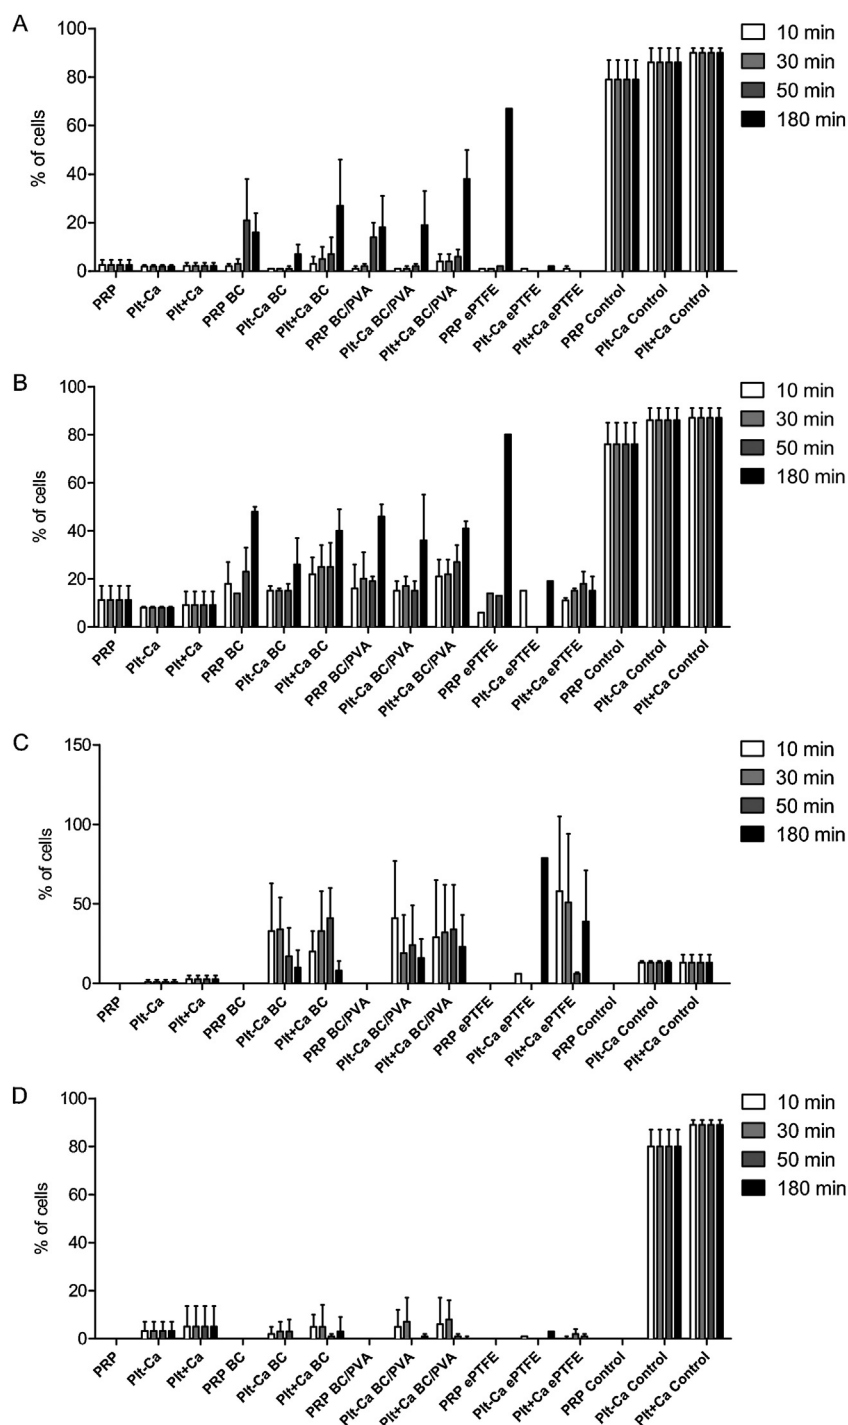 A
100
80
60
40
20
0
% of cells
10 min
30 min
50 min
180 min
PRP
Plt-Ca
Plt+Ca
PRP BC
Plt-Ca BC
Plt+Ca BC
PRP BC/PVA
Plt-Ca BC/PVA
Plt+Ca BC/PVA
PRP ePTFE
Plt-Ca ePTFE
Plt+Ca ePTFE
PRP Control
Plt-Ca Control
Plt+Ca Control
B
100
80
60
40
20
0
% of cells
10 min
30 min
50 min
180 min
PRP
Plt-Ca
Plt+Ca
PRP BC
Plt-Ca BC
Plt+Ca BC
PRP BC/PVA
Plt-Ca BC/PVA
Plt+Ca BC/PVA
PRP ePTFE
Plt-Ca ePTFE
Plt+Ca ePTFE
PRP Control
Plt-Ca Control
Plt+Ca Control
C
150
100
50
0
% of cells
10 min
30 min
50 min
180 min
PRP
Plt-Ca
Plt+Ca
PRP BC
Plt-Ca BC
Plt+Ca BC
PRP BC/PVA
Plt-Ca BC/PVA
Plt+Ca BC/PVA
PRP ePTFE
Plt-Ca ePTFE
Plt+Ca ePTFE
PRP Control
Plt-Ca Control
Plt+Ca Control
D
100
80
60
40
20
0
% of cells
10 min
30 min
50 min
180 min
PRP
Plt-Ca
Plt+Ca
PRP BC
Plt-Ca BC
Plt+Ca BC
PRP BC/PVA
Plt-Ca BC/PVA
Plt+Ca BC/PVA
PRP ePTFE
Plt-Ca ePTFE
Plt+Ca ePTFE
PRP Control
Plt-Ca Control
Plt+Ca Control